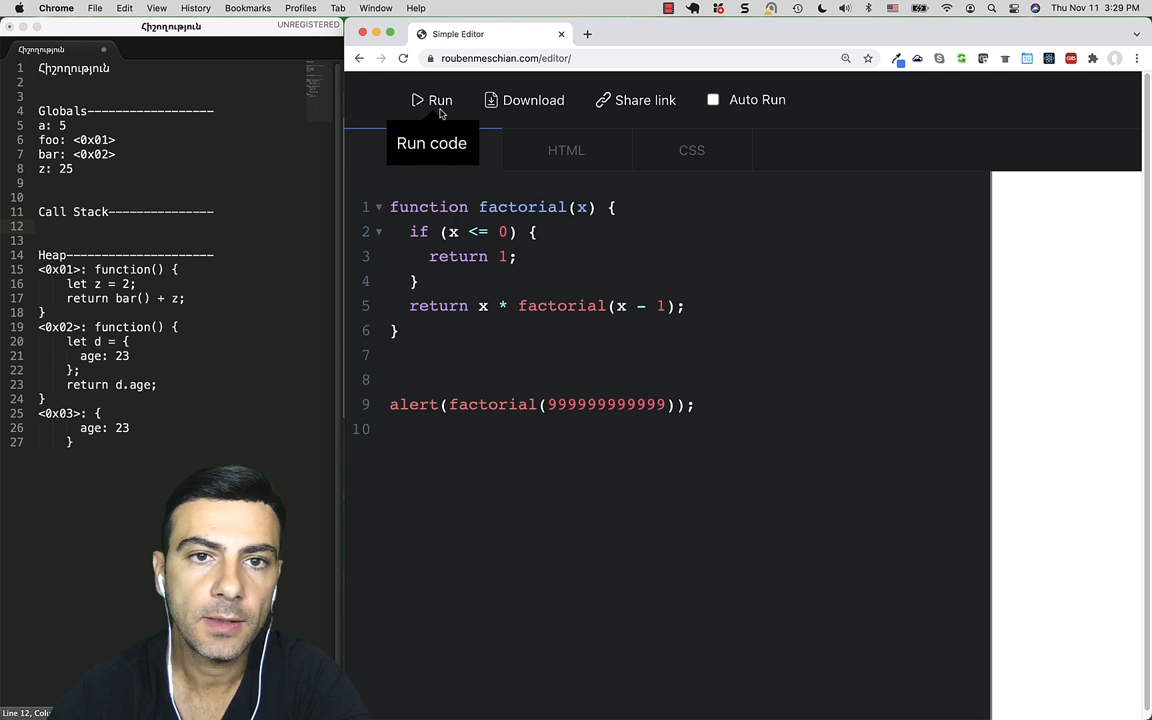 Chrome File Edit View History Bookmarks Profiles Tab Window Help Thu Nov 11 3:29 PM
Հիշողություն UNREGISTERED
Հիշողություն
1 Հիշողություն
2
3
4 Globals------------------
5 a: 5
6 foo: <0x01>
7 bar: <0x02>
8 z: 25
9
10
11 Call Stack---------------
12
13
14 Heap---------------------
15 <0x01>: function() {
16 let z = 2;
17 return bar() + z;
18 }
19 <0x02>: function() {
20 let d = {
21 age: 23
22 };
23 return d.age;
24 }
25 <0x03>: {
26 age: 23
27 }
Line 12,
Simple Editor
roubenmeschian.com/editor/
Run Download Share link Auto Run
Run code
HTML CSS
1 function factorial(x) {
2 if (x <= 0) {
3 return 1;
4 }
5 return x * factorial(x - 1);
6 }
7
8
9 alert(factorial(999999999999));
10